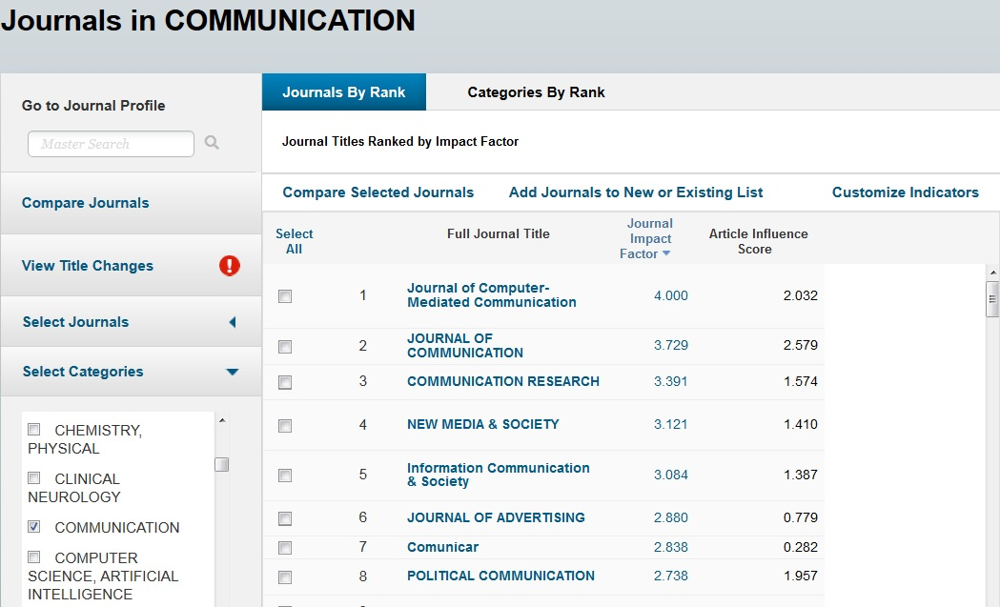 Journals in COMMUNICATION
Go to Journal Profile
Master Search
Compare Journals
View Title Changes
Select Journals
Select Categories
CHEMISTRY,
PHYSICAL
CLINICAL
NEUROLOGY
COMMUNICATION
COMPUTER
SCIENCE, ARTIFICIAL
INTELLIGENCE
Journals By Rank Categories By Rank
Journal Titles Ranked by Impact Factor
Compare Selected Journals Add Journals to New or Existing List Customize Indicators
Select
All
Full Journal Title
Journal
Impact
Factor
Article Influence
Score
1 Journal of Computer-
Mediated Communication 4.000 2.032
2 JOURNAL OF
COMMUNICATION 3.729 2.579
3 COMMUNICATION RESEARCH 3.391 1.574
4 NEW MEDIA & SOCIETY 3.121 1.410
5 Information Communication
& Society 3.084 1.387
6 JOURNAL OF ADVERTISING 2.880 0.779
7 Comunicar 2.838 0.282
8 POLITICAL COMMUNICATION 2.738 1.957